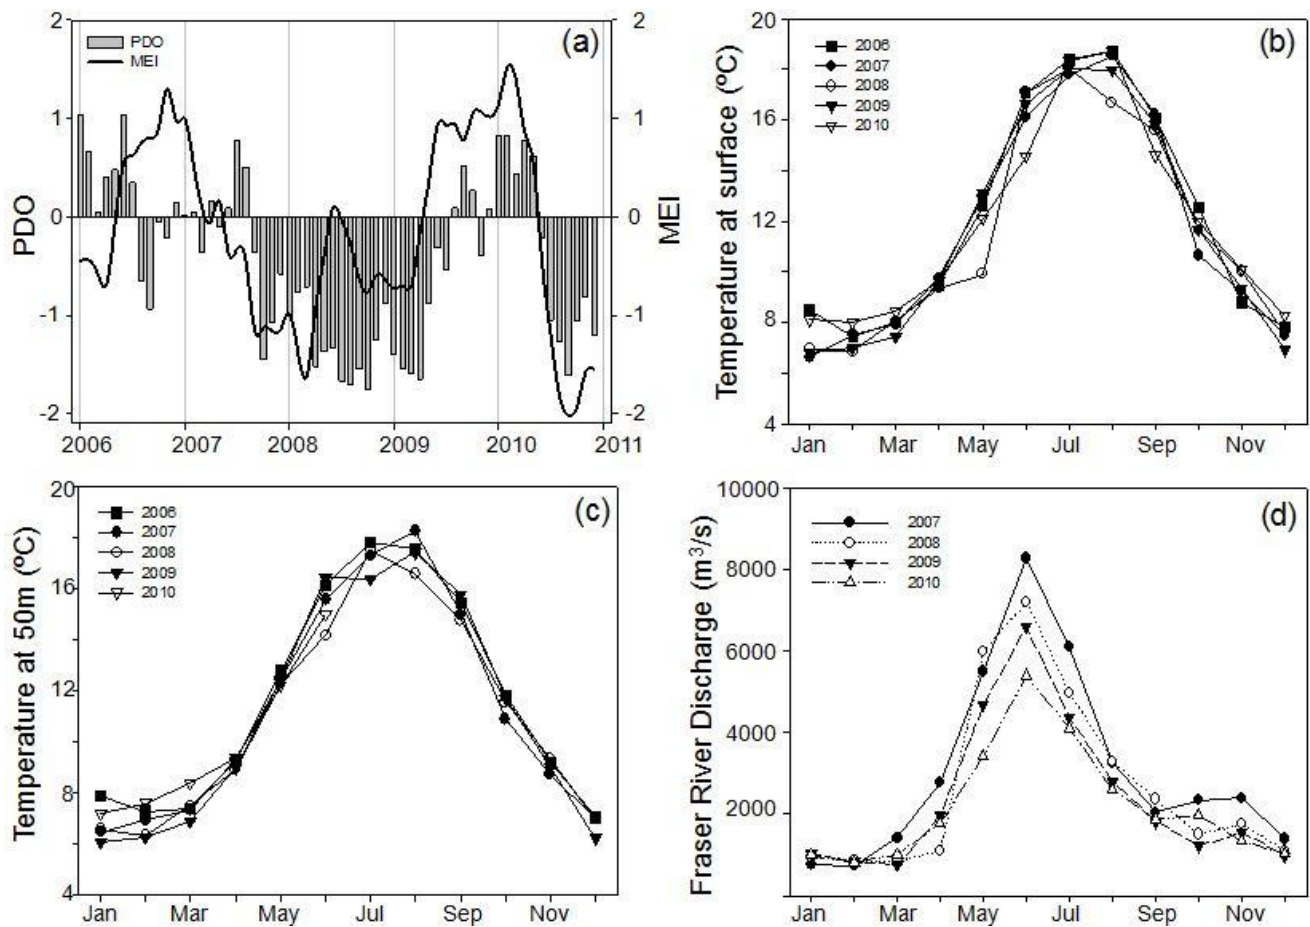 (a)
PDO
MEI
2
1
0
-1
-2
PDO
2
1
0
-1
-2
MEI
2006 2007 2008 2009 2010 2011
(b)
2006
2007
2008
2009
2010
20
16
12
8
4
Temperature at surface (ºC)
Jan Mar May Jul Sep Nov
(c)
2006
2007
2008
2009
2010
20
16
12
8
4
Temperature at 50m (ºC)
Jan Mar May Jul Sep Nov
(d)
2007
2008
2009
2010
10000
8000
6000
4000
2000
Fraser River Discharge (m³/s)
Jan Mar May Jul Sep Nov